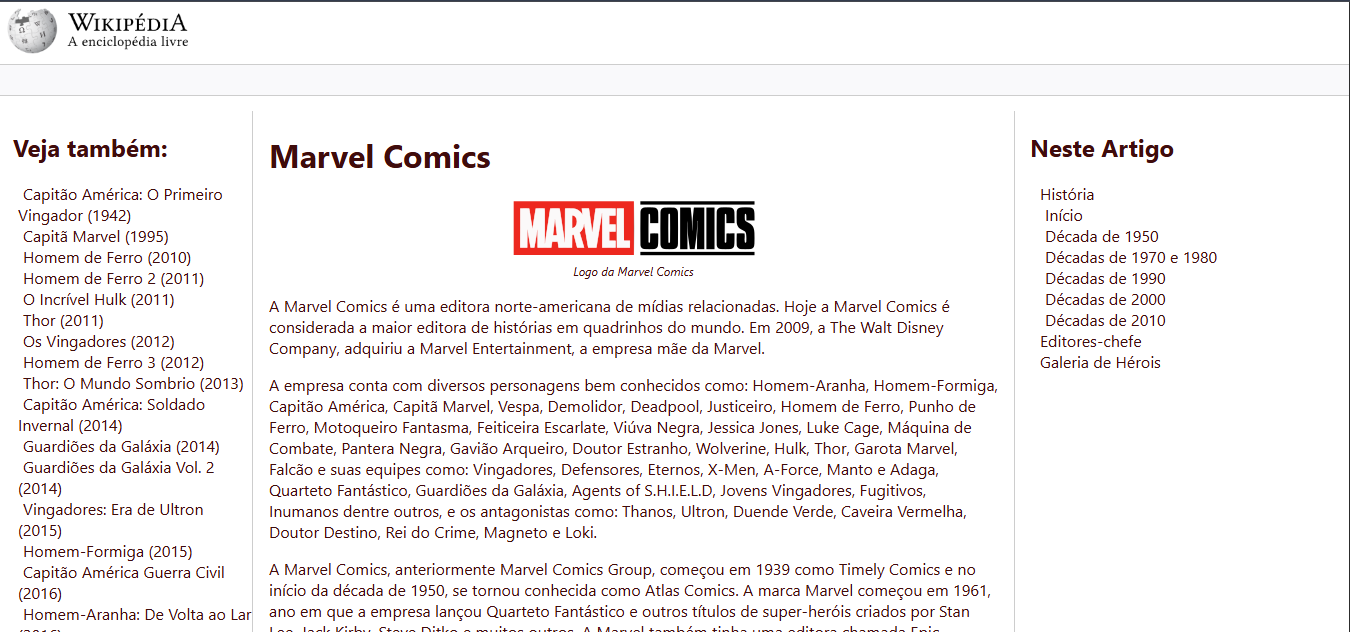 WIKIPÉDIA
A enciclopédia livre
Veja também:
Capitão América: O Primeiro
Vingador (1942)
Capitã Marvel (1995)
Homem de Ferro (2010)
Homem de Ferro 2 (2011)
O Incrível Hulk (2011)
Thor (2011)
Os Vingadores (2012)
Homem de Ferro 3 (2012)
Thor: O Mundo Sombrio (2013)
Capitão América: Soldado
Invernal (2014)
Guardiões da Galáxia (2014)
Guardiões da Galáxia Vol. 2
(2014)
Vingadores: Era de Ultron
(2015)
Homem-Formiga (2015)
Capitão América Guerra Civil
(2016)
Homem-Aranha: De Volta ao Lar
Marvel Comics
MARVEL COMICS
Logo da Marvel Comics
A Marvel Comics é uma editora norte-americana de mídias relacionadas. Hoje a Marvel Comics é
considerada a maior editora de histórias em quadrinhos do mundo. Em 2009, a The Walt Disney
Company, adquiriu a Marvel Entertainment, a empresa mãe da Marvel.
A empresa conta com diversos personagens bem conhecidos como: Homem-Aranha, Homem-Formiga,
Capitão América, Capitã Marvel, Vespa, Demolidor, Deadpool, Justiceiro, Homem de Ferro, Punho de
Ferro, Motoqueiro Fantasma, Feiticeira Escarlate, Viúva Negra, Jessica Jones, Luke Cage, Máquina de
Combate, Pantera Negra, Gavião Arqueiro, Doutor Estranho, Wolverine, Hulk, Thor, Garota Marvel,
Falcão e suas equipes como: Vingadores, Defensores, Eternos, X-Men, A-Force, Manto e Adaga,
Quarteto Fantástico, Guardiões da Galáxia, Agents of S.H.I.E.L.D, Jovens Vingadores, Fugitivos,
Inumanos dentre outros, e os antagonistas como: Thanos, Ultron, Duende Verde, Caveira Vermelha,
Doutor Destino, Rei do Crime, Magneto e Loki.
A Marvel Comics, anteriormente Marvel Comics Group, começou em 1939 como Timely Comics e no
início da década de 1950, se tornou conhecida como Atlas Comics. A marca Marvel começou em 1961,
ano em que a empresa lançou Quarteto Fantástico e outros títulos de super-heróis criados por Stan
Lee, Jack Kirby, Steve Ditko e muitos outros. A Marvel também tinha uma editora chamada Epic
Neste Artigo
História
Início
Década de 1950
Décadas de 1970 e 1980
Décadas de 1990
Décadas de 2000
Décadas de 2010
Editores-chefe
Galeria de Hérois